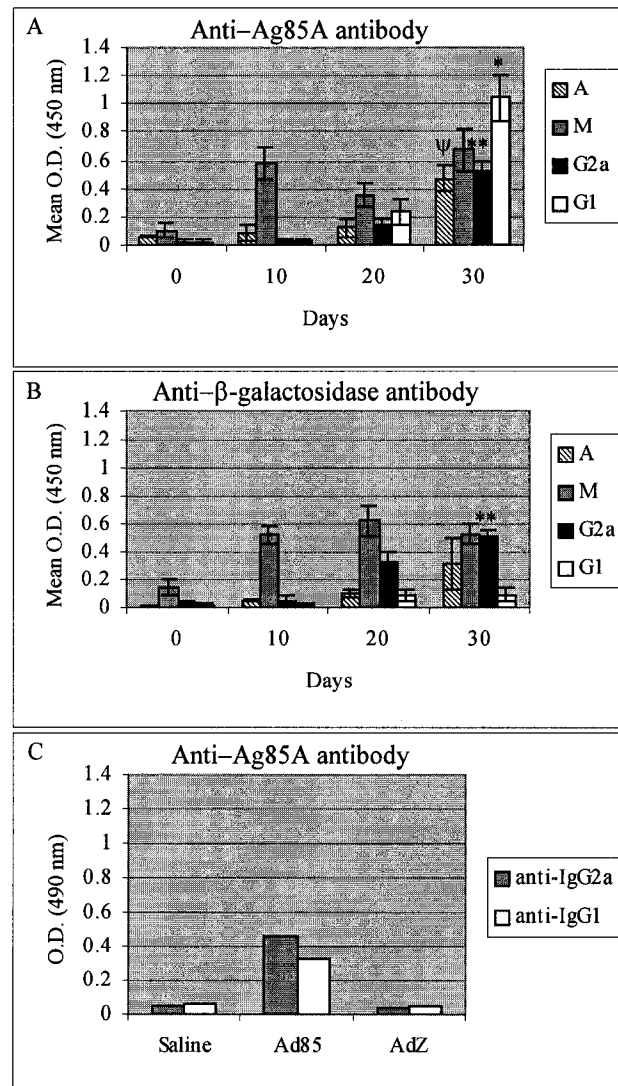 A
Anti–Ag85A antibody
1.4
1.2
1
0.8
0.6
0.4
0.2
0
Mean O.D. (450 nm)
ψ
**
*
0 10 20 30
Days
A
M
G2a
G1
B
Anti–β-galactosidase antibody
1.4
1.2
1
0.8
0.6
0.4
0.2
0
Mean O.D. (450 nm)
**
0 10 20 30
Days
A
M
G2a
G1
C
Anti–Ag85A antibody
1.4
1.2
1
0.8
0.6
0.4
0.2
0
O.D. (490 nm)
Saline Ad85 AdZ
anti-IgG2a
anti-IgG1